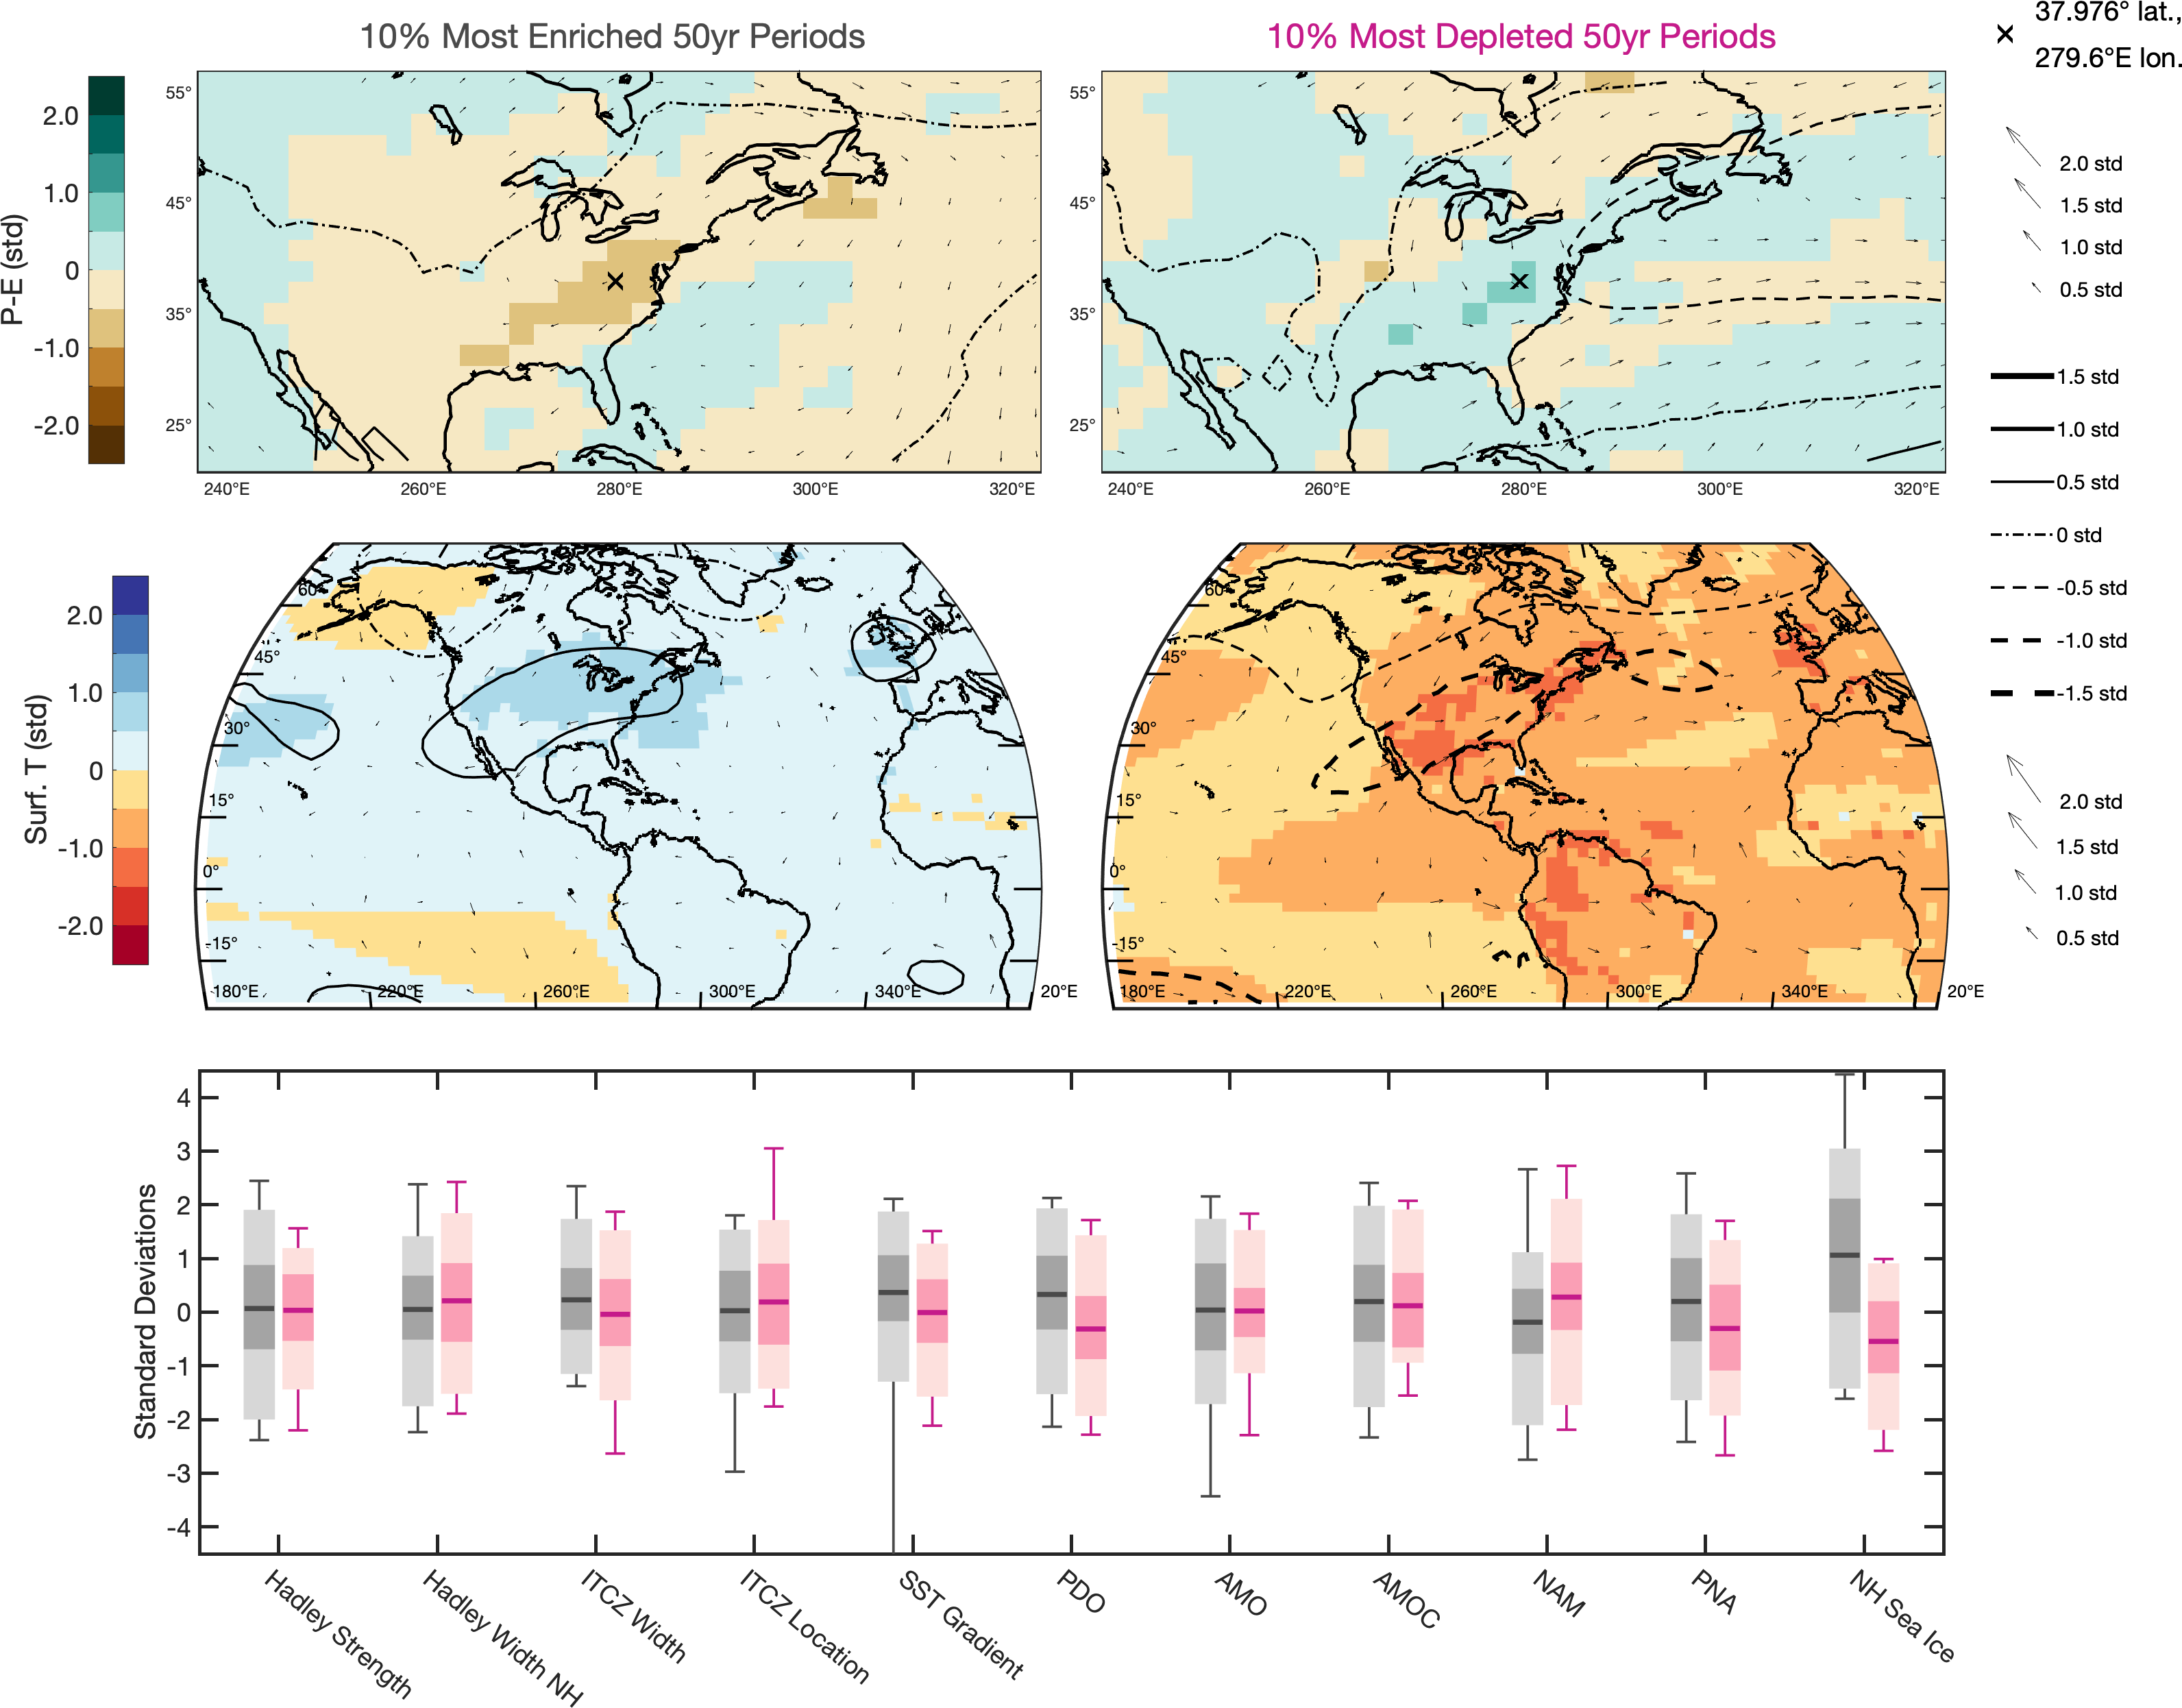 10% Most Enriched 50yr Periods
10% Most Depleted 50yr Periods
37.976° lat.,
279.6°E lon.
P-E (std)
2.0
1.0
0
-1.0
-2.0
55°
45°
35°
25°
240°E
260°E
280°E
300°E
320°E
55°
45°
35°
25°
240°E
260°E
280°E
300°E
320°E
2.0 std
1.5 std
1.0 std
0.5 std
1.5 std
1.0 std
0.5 std
0 std
-0.5 std
-1.0 std
-1.5 std
Surf. T (std)
2.0
1.0
0
-1.0
-2.0
60°
45°
30°
15°
0°
-15°
180°E
220°E
260°E
300°E
340°E
20°E
60°
45°
30°
15°
0°
-15°
180°E
220°E
260°E
300°E
340°E
20°E
2.0 std
1.5 std
1.0 std
0.5 std
Standard Deviations
4
3
2
1
0
-1
-2
-3
-4
Hadley Strength
Hadley Width NH
ITCZ Width
ITCZ Location
SST Gradient
PDO
AMO
AMOC
NAM
PNA
NH Sea Ice